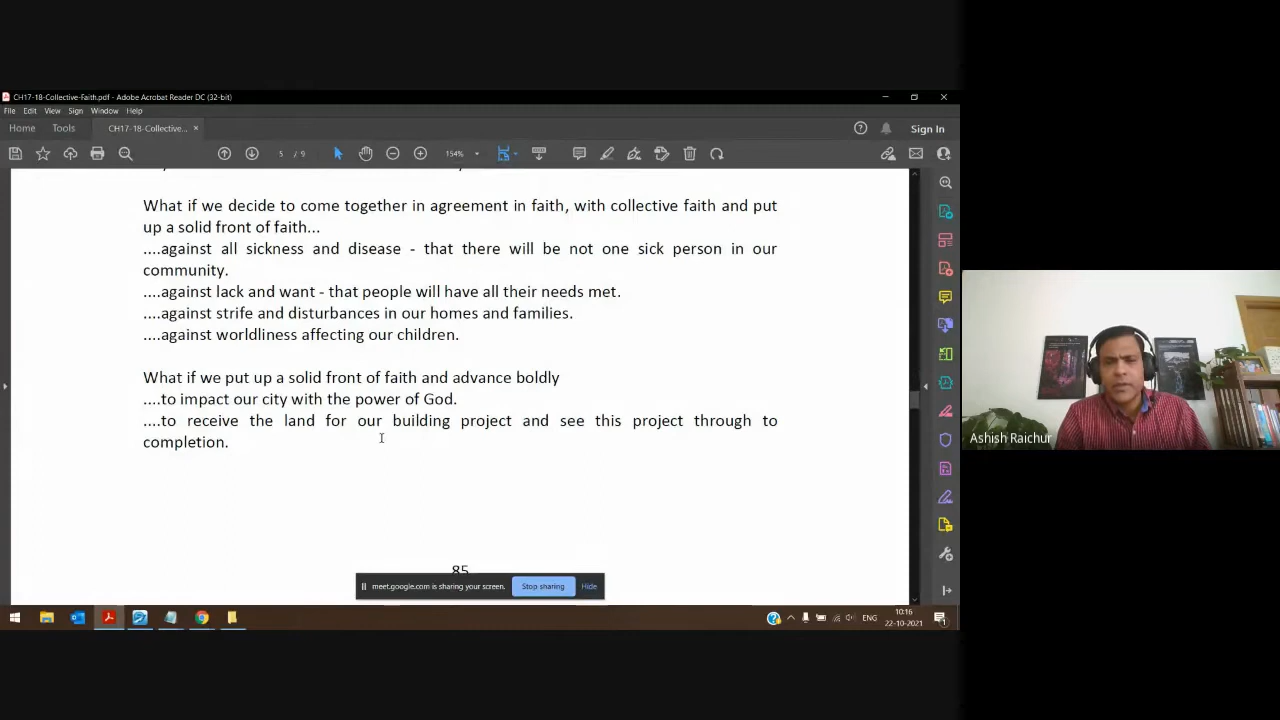 CH17-18-Collective-Faith.pdf - Adobe Acrobat Reader DC (32-bit)
File Edit View Sign Window Help
Home Tools CH17-18-Collective... × Sign In
5 / 9 154%
What if we decide to come together in agreement in faith, with collective faith and put
up a solid front of faith...
....against all sickness and disease - that there will be not one sick person in our
community.
....against lack and want - that people will have all their needs met.
....against strife and disturbances in our homes and families.
....against worldliness affecting our children.
What if we put up a solid front of faith and advance boldly
....to impact our city with the power of God.
....to receive the land for our building project and see this project through to
completion.
85
meet.google.com is sharing your screen. Stop sharing Hide
Ashish Raichur
ENG
10:16
22-10-2021